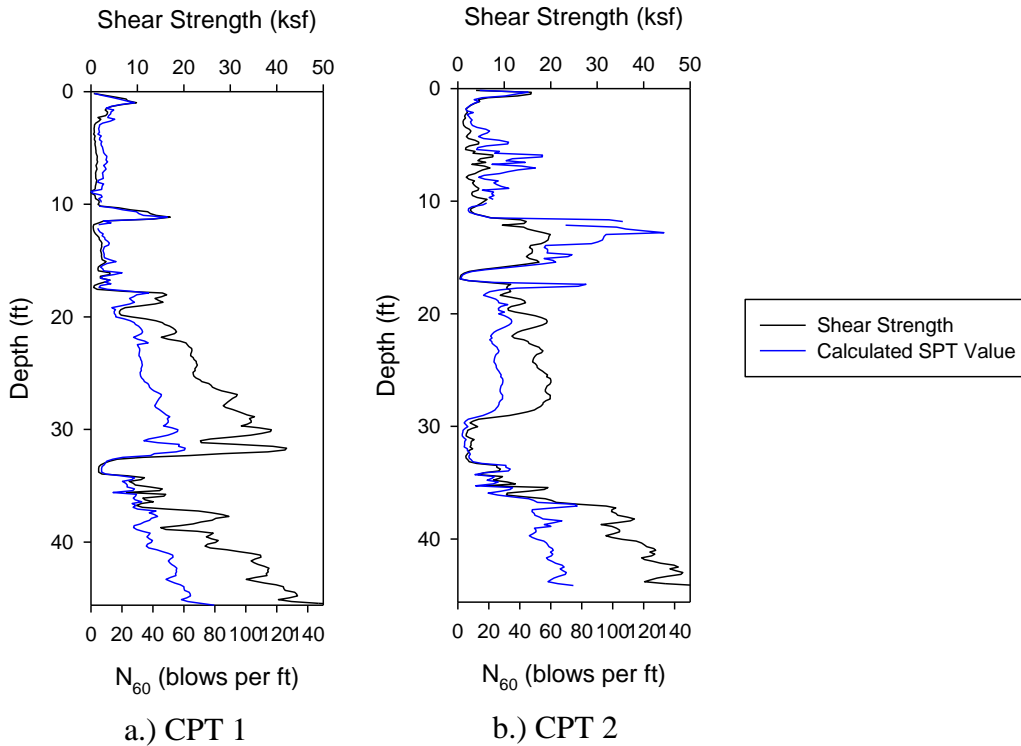 Shear Strength (ksf)
0 10 20 30 40 50
Depth (ft)
0
10
20
30
40
0 20 40 60 80 100 120 140
N60 (blows per ft)
a.) CPT 1
Shear Strength (ksf)
0 10 20 30 40 50
Depth (ft)
0
10
20
30
40
0 20 40 60 80 100 120 140
N60 (blows per ft)
b.) CPT 2
Shear Strength
Calculated SPT Value